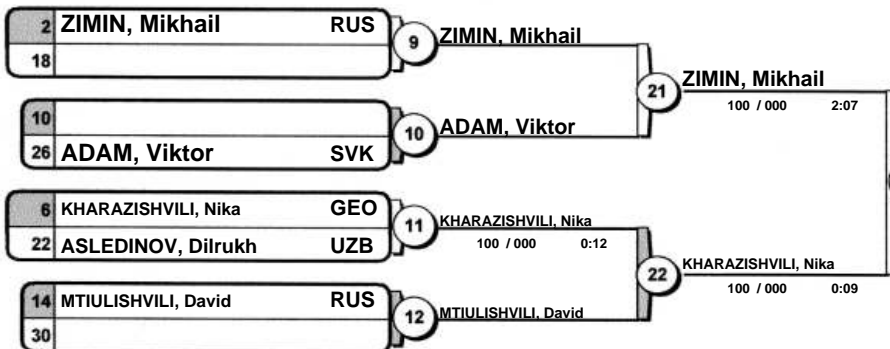 2 ZIMIN, Mikhail RUS
18
9
ZIMIN, Mikhail
10
26 ADAM, Viktor SVK
10
ADAM, Viktor
21
ZIMIN, Mikhail
100 / 000 2:07
6 KHARAZISHVILI, Nika GEO
22 ASLEDINOV, Dilrukh UZB
11
KHARAZISHVILI, Nika
100 / 000 0:12
14 MTIULISHVILI, David RUS
30
12
MTIULISHVILI, David
22
KHARAZISHVILI, Nika
100 / 000 0:09